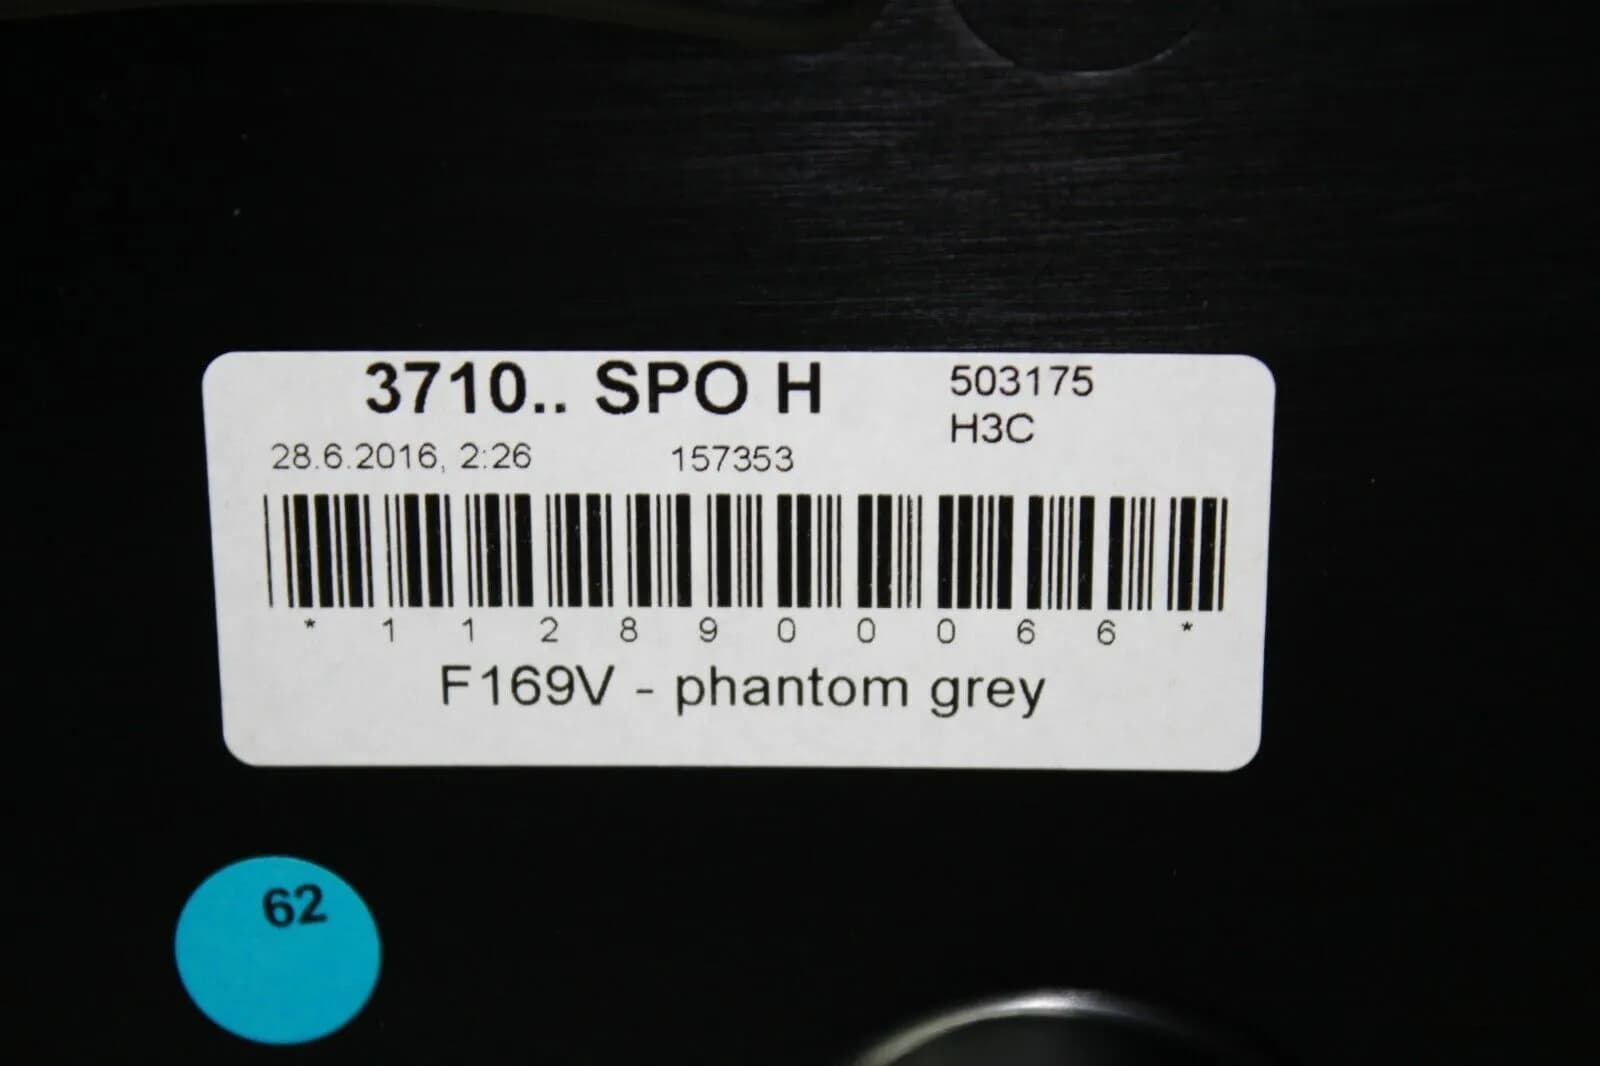 3710.. SPO H
503175
H3C
28.6.2016, 2:26
157353
* 1 1 2 8 9 0 0 0 6 6 *
F169V - phantom grey
62